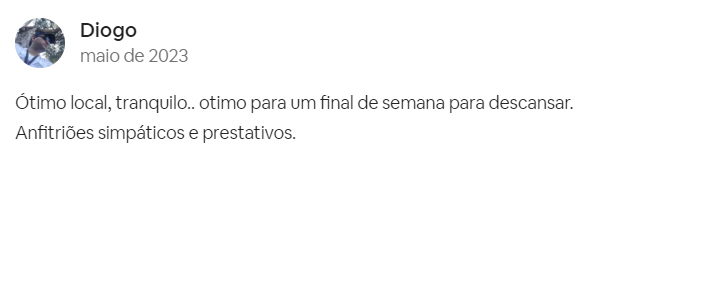 Diogo
maio de 2023
Ótimo local, tranquilo.. otimo para um final de semana para descansar.
Anfitriões simpáticos e prestativos.